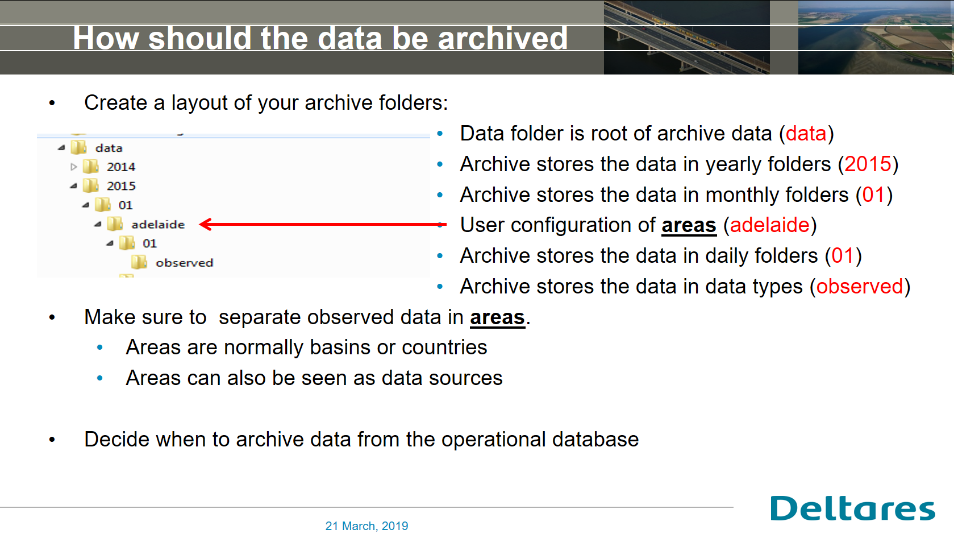 How should the data be archived
• Create a layout of your archive folders:
data
2014
2015
01
adelaide
01
observed
• Data folder is root of archive data (data)
• Archive stores the data in yearly folders (2015)
• Archive stores the data in monthly folders (01)
• User configuration of areas (adelaide)
• Archive stores the data in daily folders (01)
• Archive stores the data in data types (observed)
• Make sure to  separate observed data in areas.
• Areas are normally basins or countries
• Areas can also be seen as data sources
• Decide when to archive data from the operational database
21 March, 2019
Deltares